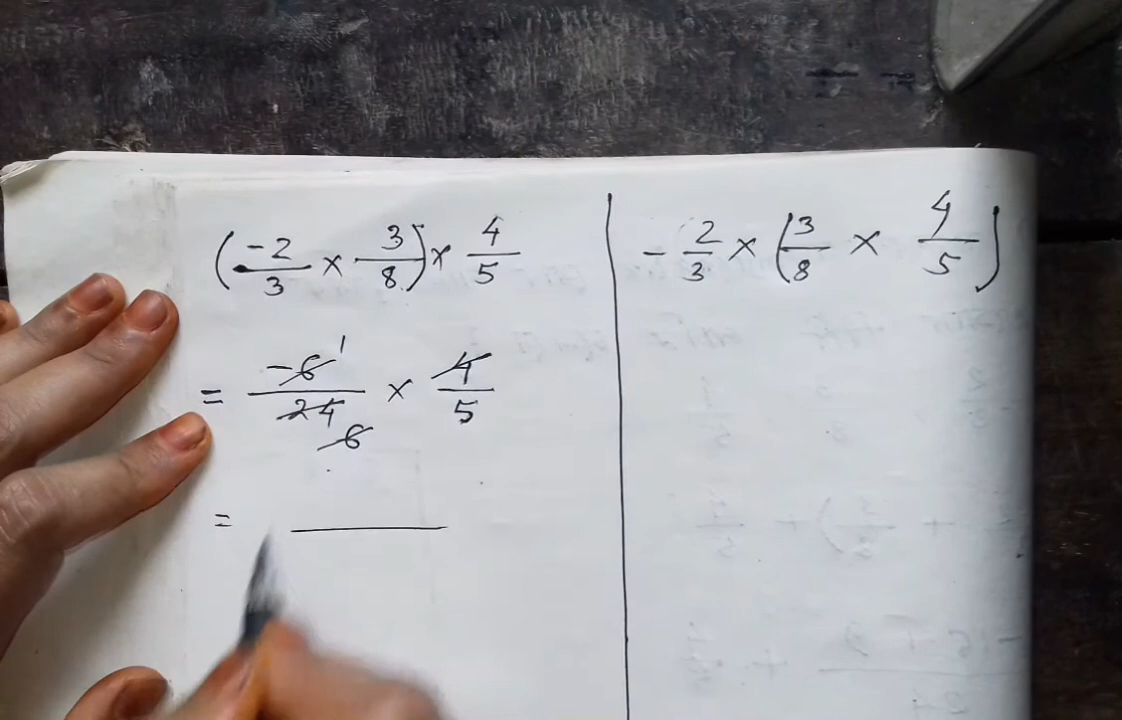 (-2/3 × 3/8) × 4/5
= -6/24 × 4/5
1
6
=
-2/3 × (3/8 × 4/5)